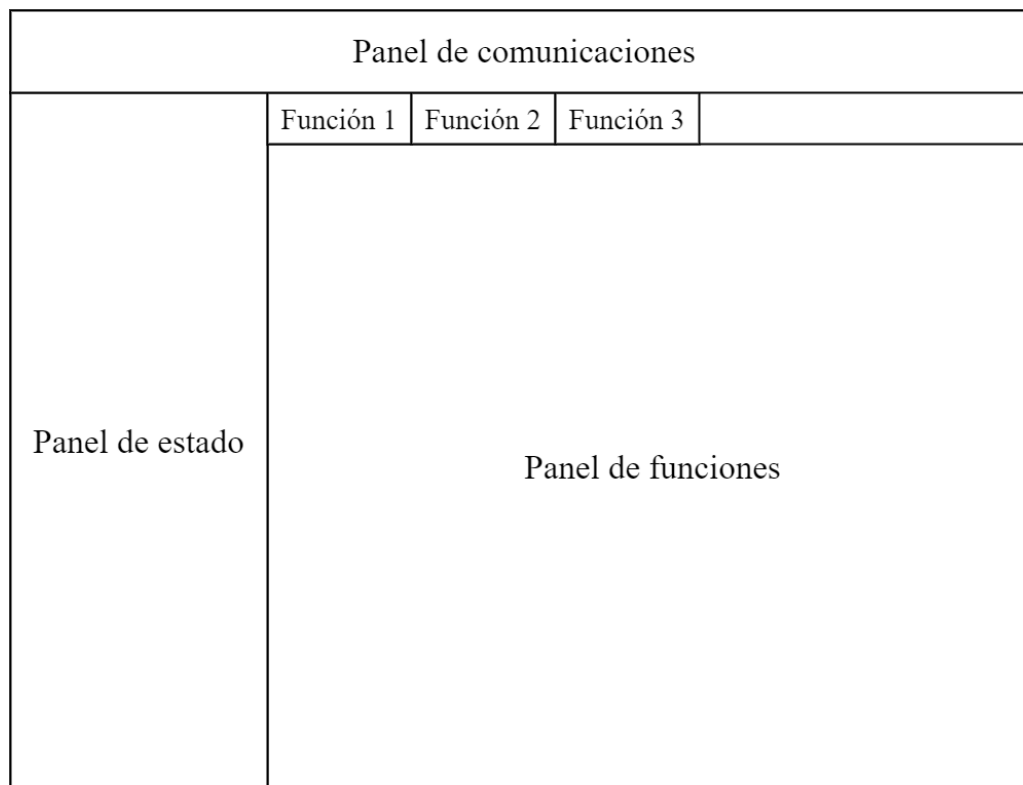 Panel de comunicaciones
Función 1 Función 2 Función 3
Panel de estado
Panel de funciones